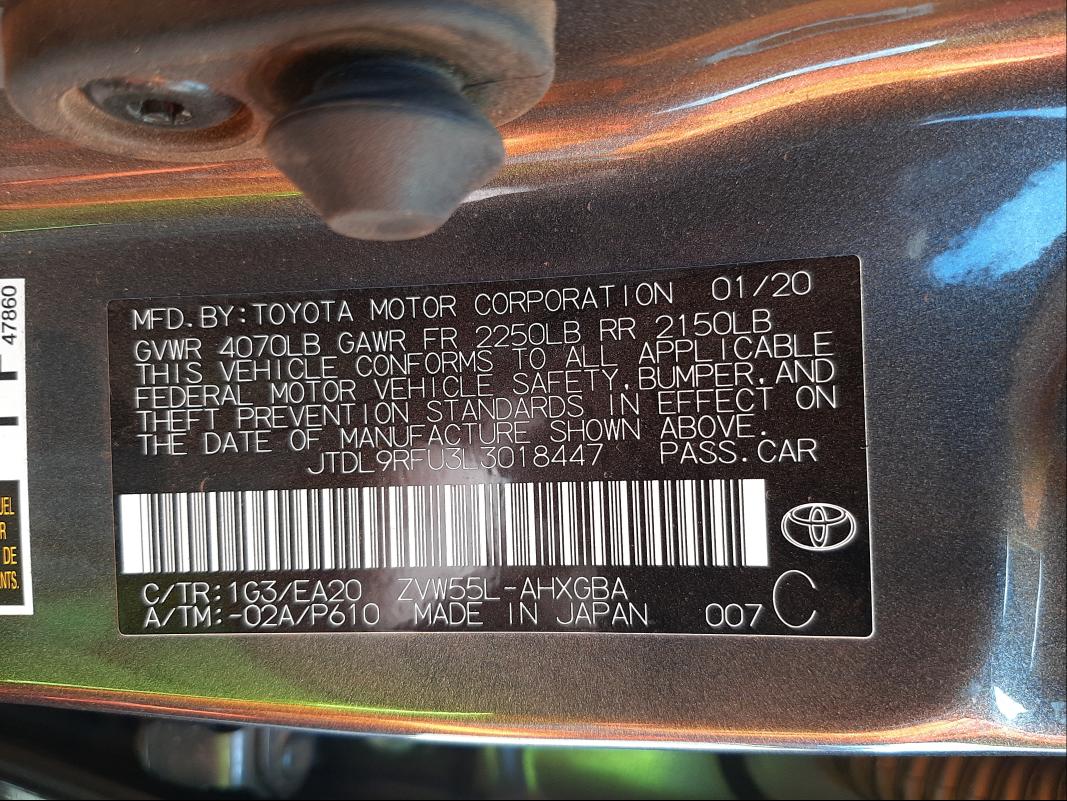 MFD.BY:TOYOTA MOTOR CORPORATION 01/20
GVWR 4070LB GAWR FR 2250LB RR 2150LB
THIS VEHICLE CONFORMS TO ALL APPLICABLE
FEDERAL MOTOR VEHICLE SAFETY,BUMPER,AND
THEFT PREVENTION STANDARDS IN EFFECT ON
THE DATE OF MANUFACTURE SHOWN ABOVE.
JTDL9RFU3L3018447 PASS.CAR
C/TR:1G3/EA20 ZVW55L-AHXGBA
A/TM:-02A/P610 MADE IN JAPAN 007 C
47860
DE